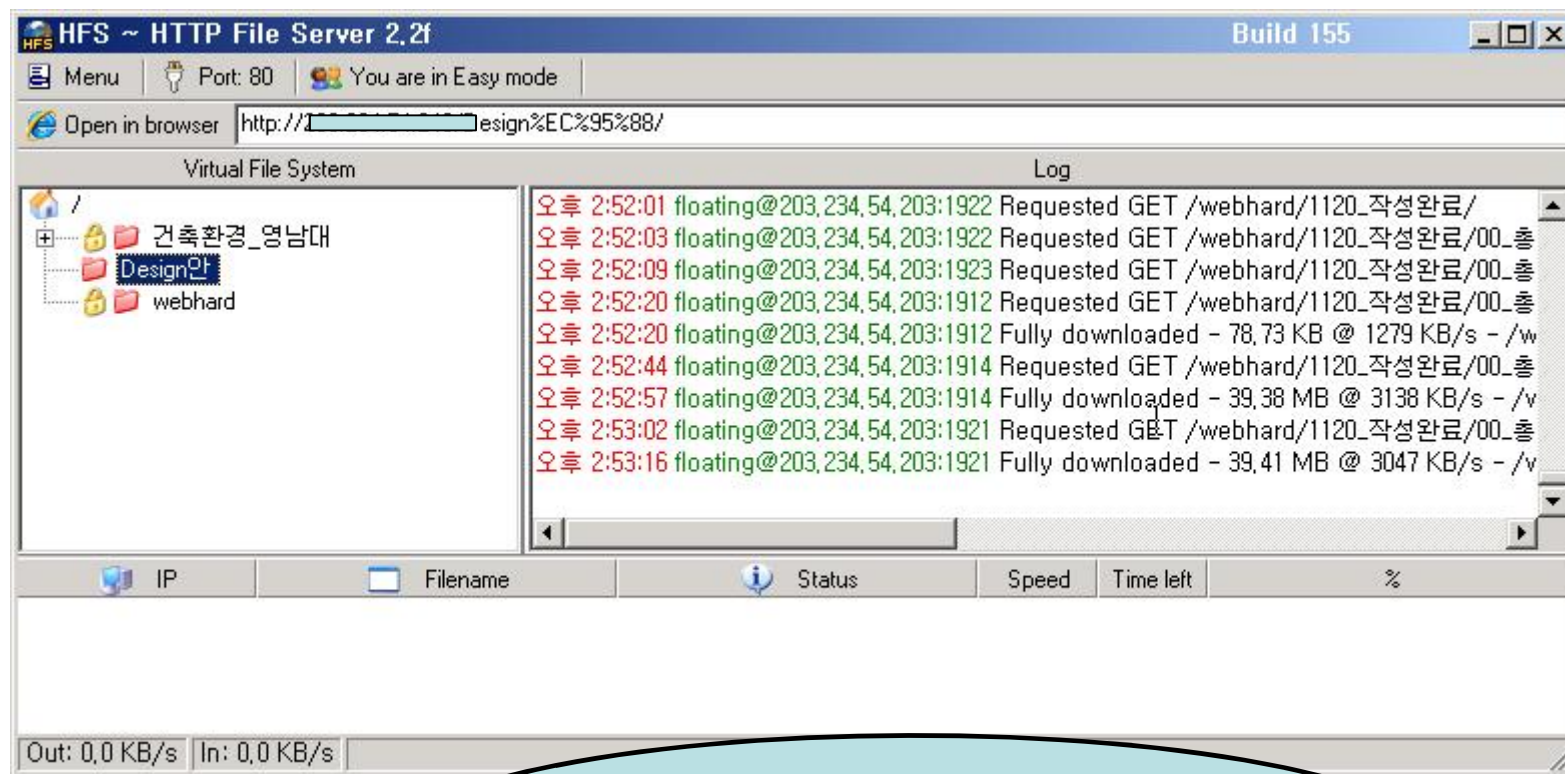 HFS ~ HTTP File Server 2.2f Build 155
Menu Port: 80 You are in Easy mode
Open in browser http://2 esign%EC%95%88/
Virtual File System Log
/
건축환경_영남대
Design안
webhard
오후 2:52:01 floating@203.234.54.203:1922 Requested GET /webhard/1120_작성완료/
오후 2:52:03 floating@203.234.54.203:1922 Requested GET /webhard/1120_작성완료/00_총
오후 2:52:09 floating@203.234.54.203:1923 Requested GET /webhard/1120_작성완료/00_총
오후 2:52:20 floating@203.234.54.203:1912 Requested GET /webhard/1120_작성완료/00_총
오후 2:52:20 floating@203.234.54.203:1912 Fully downloaded - 78.73 KB @ 1279 KB/s - /w
오후 2:52:44 floating@203.234.54.203:1914 Requested GET /webhard/1120_작성완료/00_총
오후 2:52:57 floating@203.234.54.203:1914 Fully downloaded - 39.38 MB @ 3138 KB/s - /v
오후 2:53:02 floating@203.234.54.203:1921 Requested GET /webhard/1120_작성완료/00_총
오후 2:53:16 floating@203.234.54.203:1921 Fully downloaded - 39.41 MB @ 3047 KB/s - /v
IP Filename Status Speed Time left %
Out: 0.0 KB/s In: 0.0 KB/s